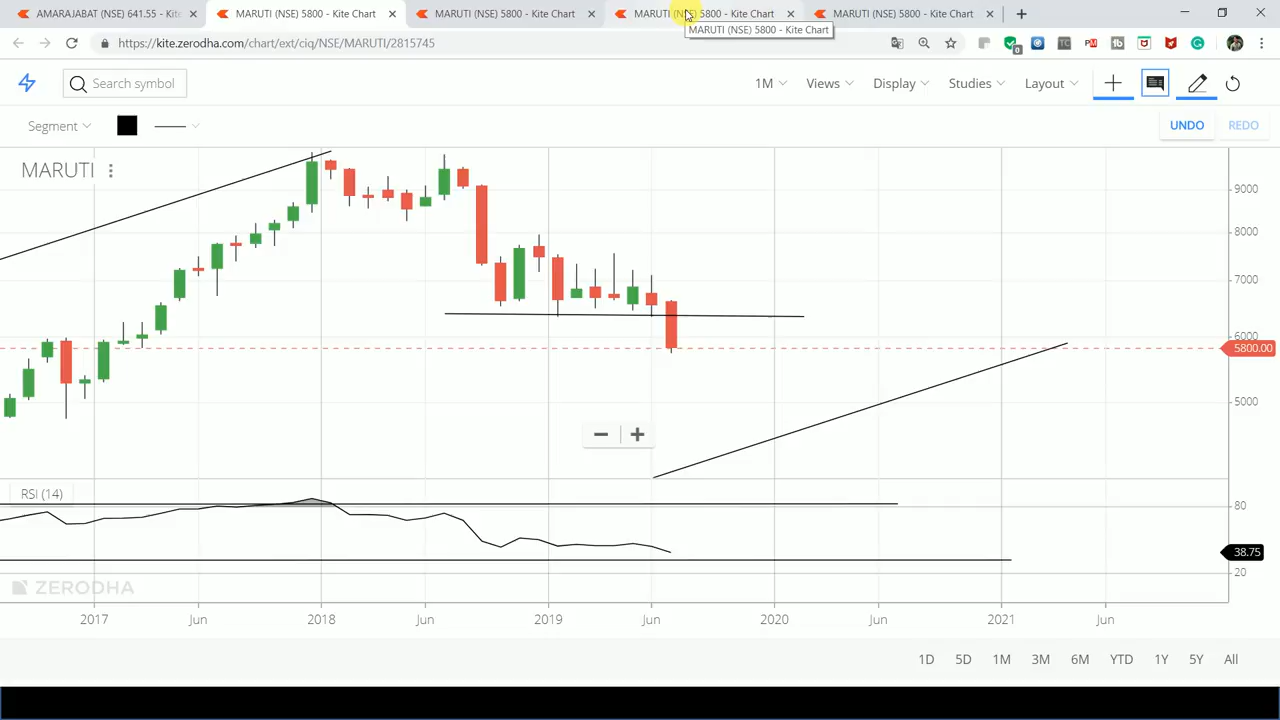 AMARAJABAT (NSE) 641.55 - Kite
MARUTI (NSE) 5800 - Kite Chart
MARUTI (NSE) 5800 - Kite Chart
MARUTI (NSE) 5800 - Kite Chart
MARUTI (NSE) 5800 - Kite Chart
MARUTI (NSE) 5800 - Kite Chart
https://kite.zerodha.com/chart/ext/ciq/NSE/MARUTI/2815745
Search symbol
1M
Views
Display
Studies
Layout
Segment
UNDO
REDO
MARUTI
9000
8000
7000
6000
5800.00
5000
RSI (14)
80
38.75
20
ZERODHA
2017 Jun 2018 Jun 2019 Jun 2020 Jun 2021 Jun
1D 5D 1M 3M 6M YTD 1Y 5Y All